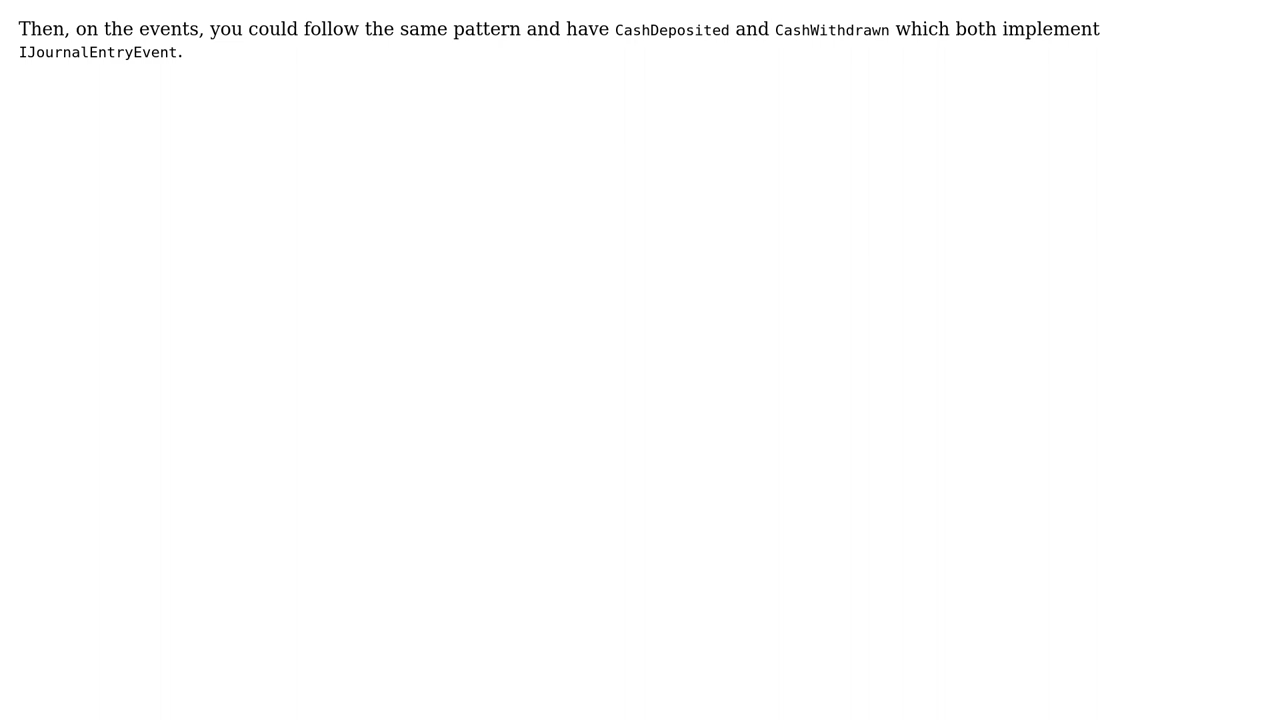 Then, on the events, you could follow the same pattern and have CashDeposited and CashWithdrawn which both implement
IJournalEntryEvent.